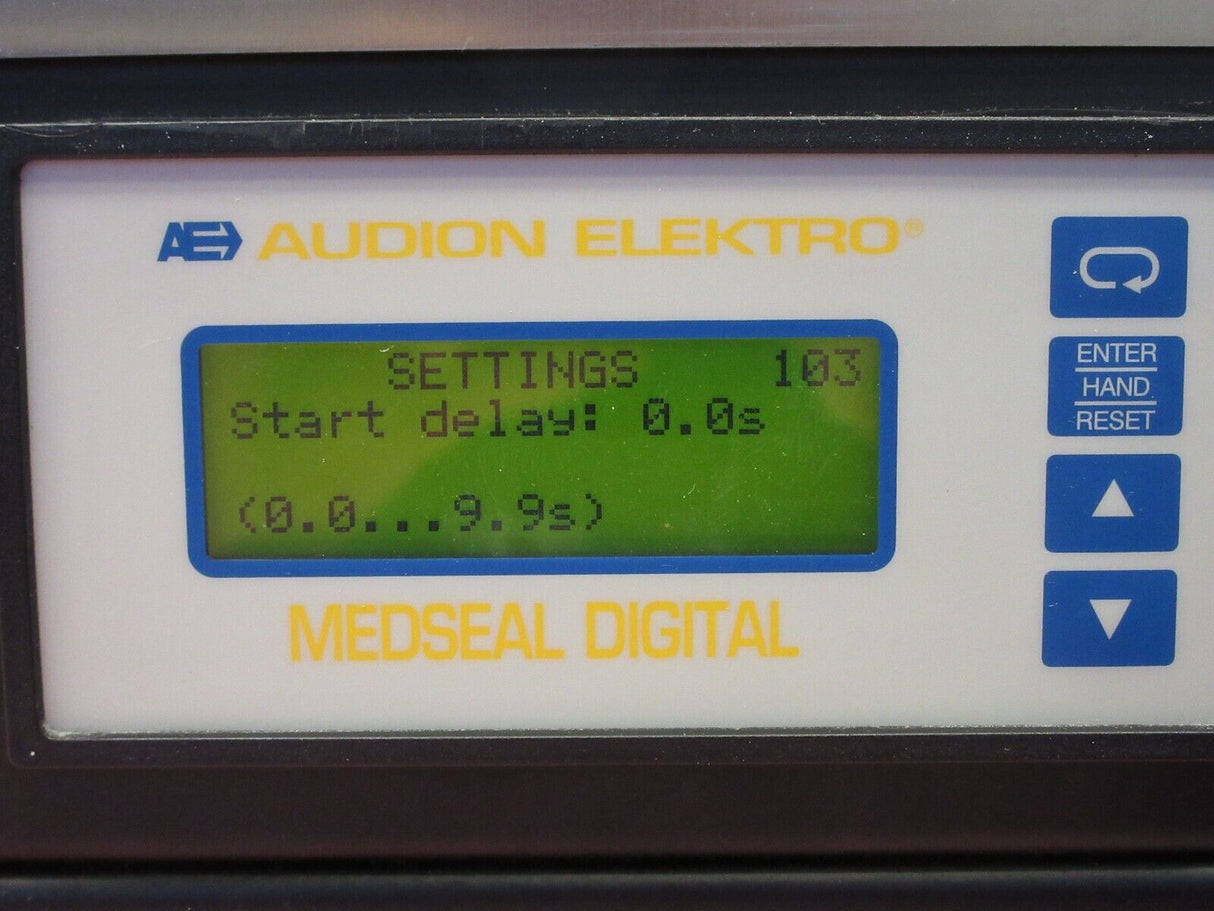 AE AUDION ELEKTRO®
SETTINGS 103
Start delay: 0.0s
(0.0...9.9s)
MEDSEAL DIGITAL
ENTER
HAND
RESET